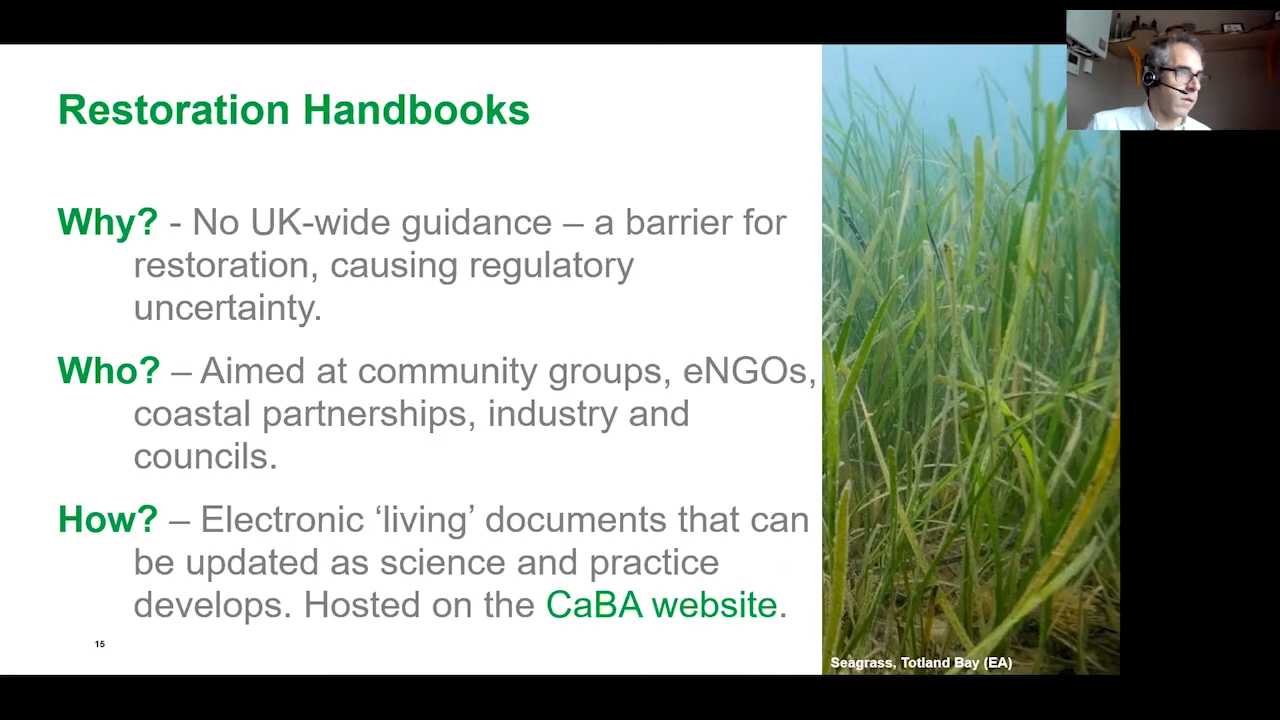 Restoration Handbooks
Why? - No UK-wide guidance – a barrier for
restoration, causing regulatory
uncertainty.
Who? – Aimed at community groups, eNGOs,
coastal partnerships, industry and
councils.
How? – Electronic ‘living’ documents that can
be updated as science and practice
develops. Hosted on the CaBA website.
15
Seagrass, Totland Bay (EA)